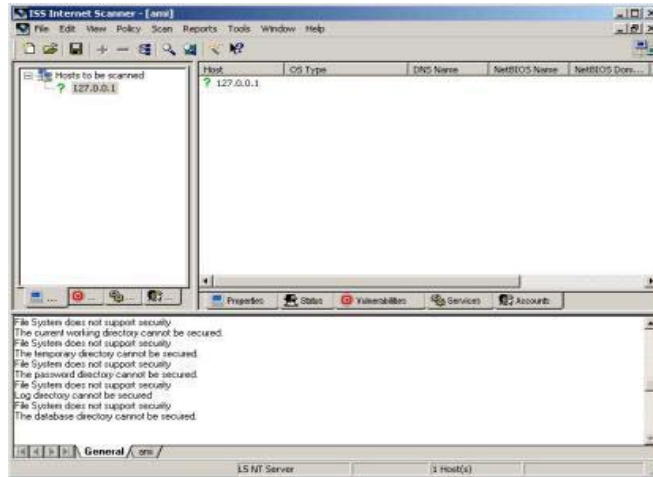 ISS Internet Scanner - [ami]
File Edit View Policy Scan Reports Tools Window Help
Hosts to be scanned
127.0.0.1
Host OS Type DNS Name NetBIOS Name NetBIOS Dom...
127.0.0.1
Properties Status Vulnerabilities Services Accounts
File System does not support security
The current working directory cannot be secured.
File System does not support security
The temporary directory cannot be secured.
File System does not support security
The password directory cannot be secured.
File System does not support security
Log directory cannot be secured
File System does not support security
The database directory cannot be secured.
General ami
L5 NT Server 1 Host(s)